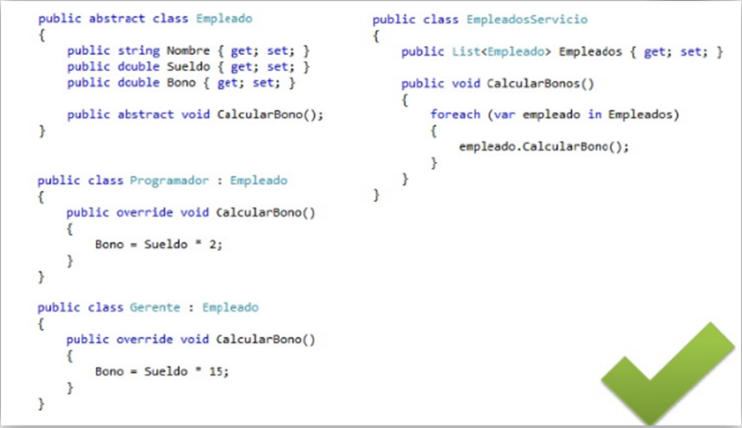 public abstract class Empleado
{
public string Nombre { get; set; }
public double Sueldo { get; set; }
public double Bono { get; set; }
public abstract void CalcularBono();
}
public class Programador : Empleado
{
public override void CalcularBono()
{
Bono = Sueldo * 2;
}
}
public class Gerente : Empleado
{
public override void CalcularBono()
{
Bono = Sueldo * 15;
}
}
public class EmpleadosServicio
{
public List<Empleado> Empleados { get; set; }
public void CalcularBonos()
{
foreach (var empleado in Empleados)
{
empleado.CalcularBono();
}
}
}